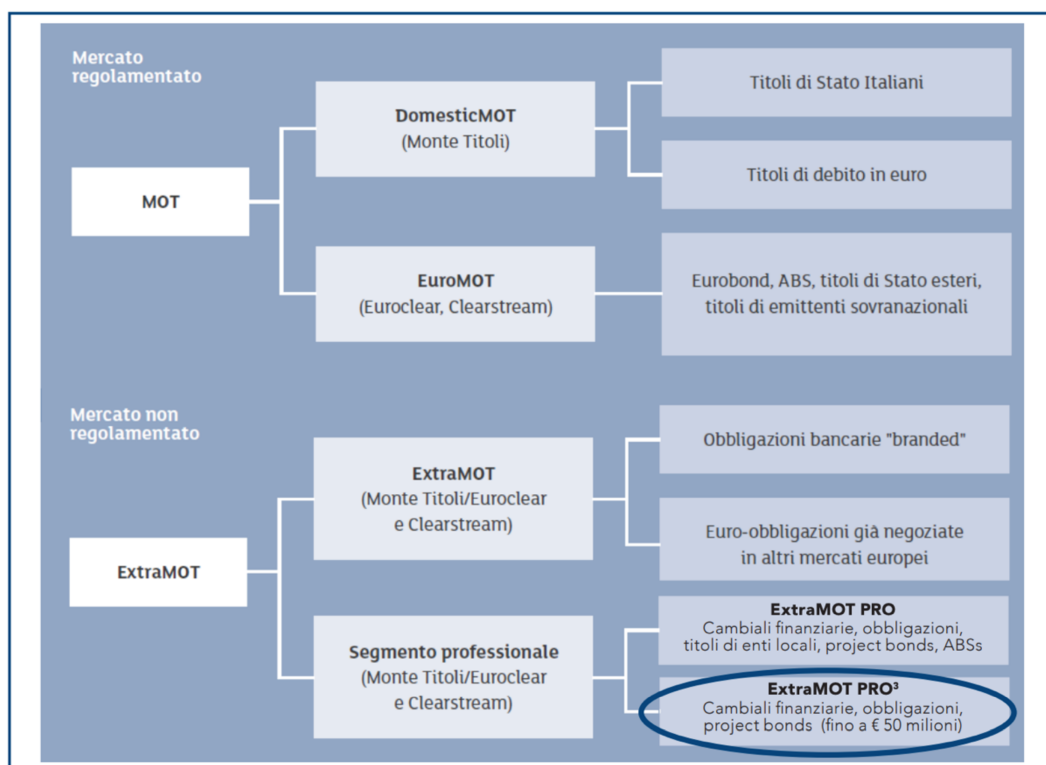 Mercato
regolamentato
MOT
DomesticMOT
(Monte Titoli)
Titoli di Stato Italiani
Titoli di debito in euro
EuroMOT
(Euroclear, Clearstream)
Eurobond, ABS, titoli di Stato esteri,
titoli di emittenti sovranazionali
Mercato non
regolamentato
ExtraMOT
ExtraMOT
(Monte Titoli/Euroclear
e Clearstream)
Obbligazioni bancarie "branded"
Euro-obbligazioni già negoziate
in altri mercati europei
Segmento professionale
(Monte Titoli/Euroclear
e Clearstream)
ExtraMOT PRO
Cambiali finanziarie, obbligazioni,
titoli di enti locali, project bonds, ABSs
ExtraMOT PRO³
Cambiali finanziarie, obbligazioni,
project bonds (fino a € 50 milioni)